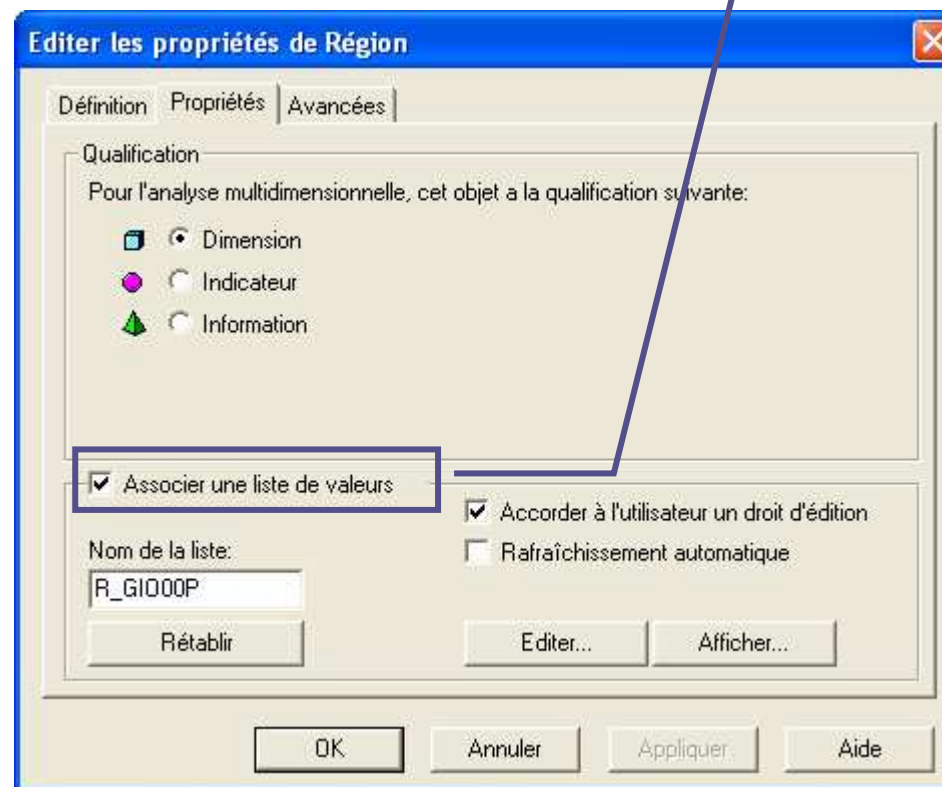 Editer les propriétés de Région
Définition Propriétés Avancées
Qualification
Pour l'analyse multidimensionnelle, cet objet a la qualification suivante:
Dimension
Indicateur
Information
Associer une liste de valeurs
Accorder à l'utilisateur un droit d'édition
Nom de la liste:
Rafraîchissement automatique
R_GIO00P
Rétablir
Editer...
Afficher...
OK
Annuler
Appliquer
Aide